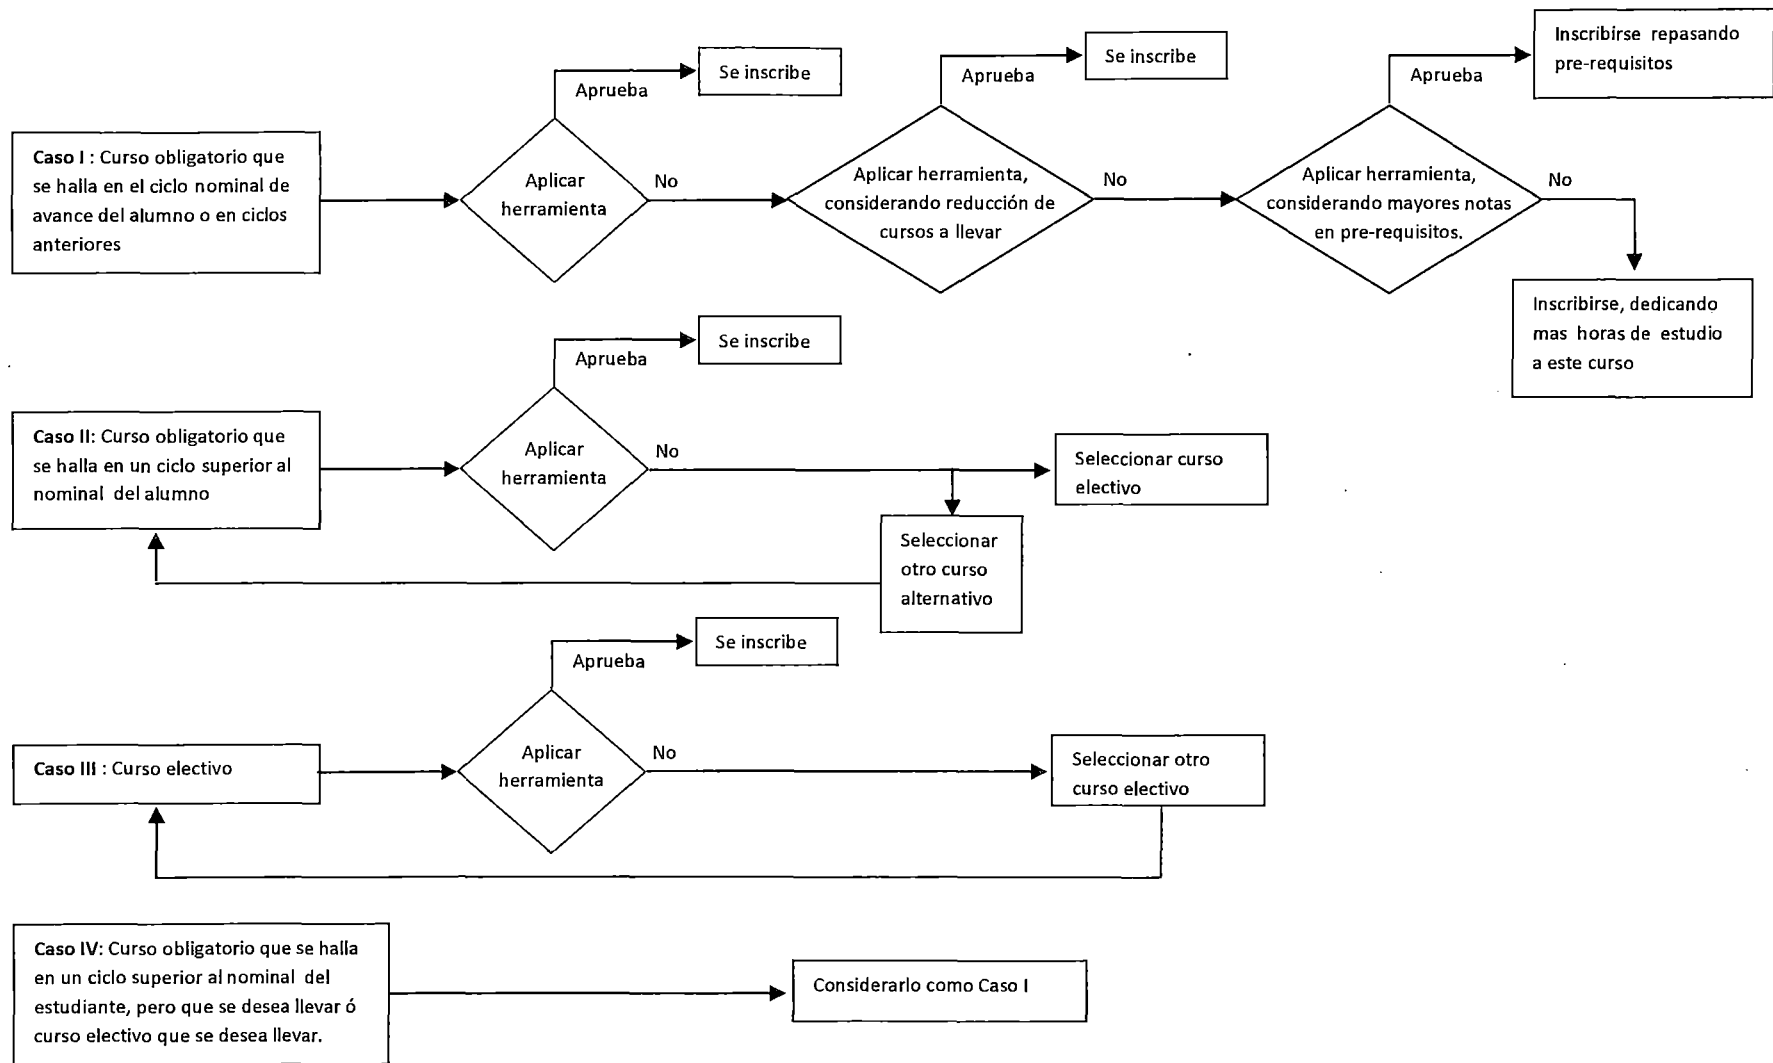 Caso I : Curso obligatorio que
se halla en el ciclo nominal de
avance del alumno o en ciclos
anteriores
Aplicar
herramienta
Aprueba
Se inscribe
No
Aplicar herramienta,
considerando reducción de
cursos a llevar
Aprueba
Se inscribe
No
Aplicar herramienta,
considerando mayores notas
en pre-requisitos.
Aprueba
Inscribirse repasando
pre-requisitos
No
Inscribirse, dedicando
mas horas de estudio
a este curso
Caso II: Curso obligatorio que
se halla en un ciclo superior al
nominal del alumno
Aplicar
herramienta
Aprueba
Se inscribe
No
Seleccionar curso
electivo
Seleccionar
otro curso
alternativo
Caso III : Curso electivo
Aplicar
herramienta
Aprueba
Se inscribe
No
Seleccionar otro
curso electivo
Caso IV: Curso obligatorio que se halla
en un ciclo superior al nominal del
estudiante, pero que se desea llevar ó
curso electivo que se desea llevar.
Considerarlo como Caso I